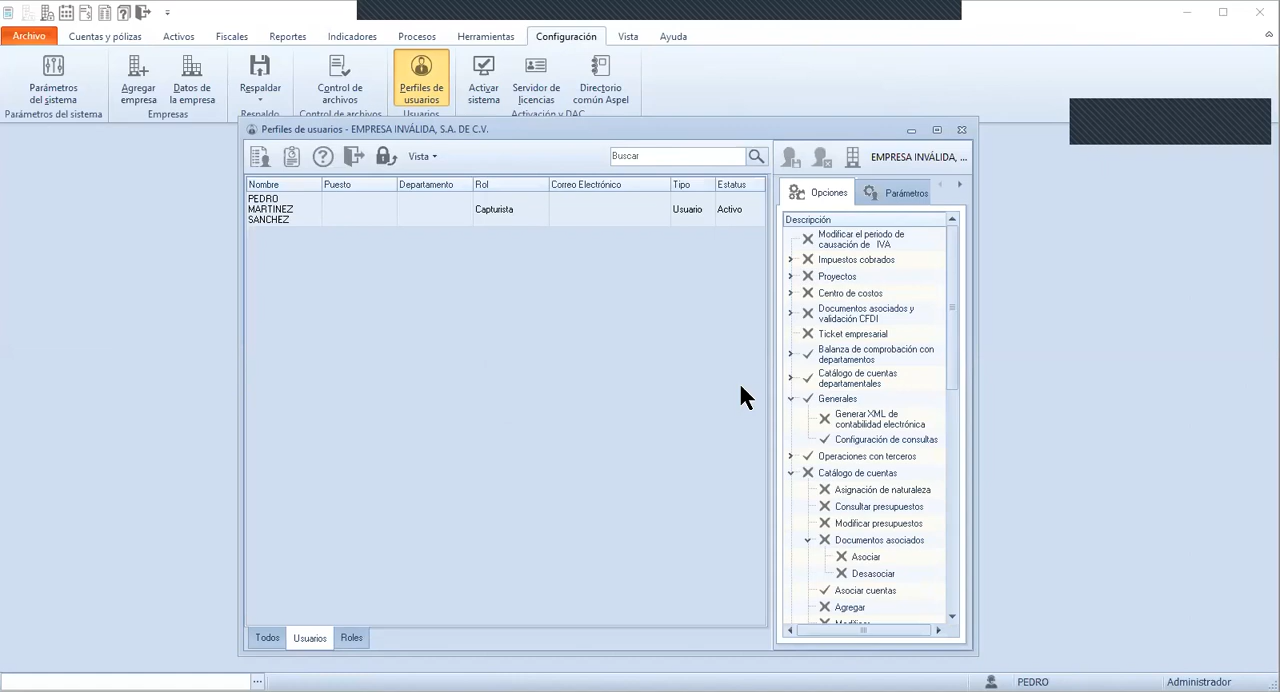 Archivo
Cuentas y pólizas
Activos
Fiscales
Reportes
Indicadores
Procesos
Herramientas
Configuración
Vista
Ayuda
Parámetros
del sistema
Agregar
empresa
Datos de
la empresa
Respaldar
Control de
archivos
Perfiles de
usuarios
Activar
sistema
Servidor de
licencias
Directorio
común Aspel
Parámetros del sistema
Empresas
Respaldo
Control de archivos
Usuarios
Activación y DAC
Perfiles de usuarios - EMPRESA INVÁLIDA, S.A. DE C.V.
Vista
Buscar
EMPRESA INVÁLIDA, ...
Opciones
Parámetros
Nombre
Puesto
Departamento
Rol
Correo Electrónico
Tipo
Estatus
PEDRO
MARTINEZ
SANCHEZ
Capturista
Usuario
Activo
Descripción
Modificar el periodo de
causación de IVA
Impuestos cobrados
Proyectos
Centro de costos
Documentos asociados y
validación CFDI
Ticket empresarial
Balanza de comprobación con
departamentos
Catálogo de cuentas
departamentales
Generales
Generar XML de
contabilidad electrónica
Configuración de consultas
Operaciones con terceros
Catálogo de cuentas
Asignación de naturaleza
Consultar presupuestos
Modificar presupuestos
Documentos asociados
Asociar
Desasociar
Asociar cuentas
Agregar
Modificar
Todos
Usuarios
Roles
PEDRO
Administrador